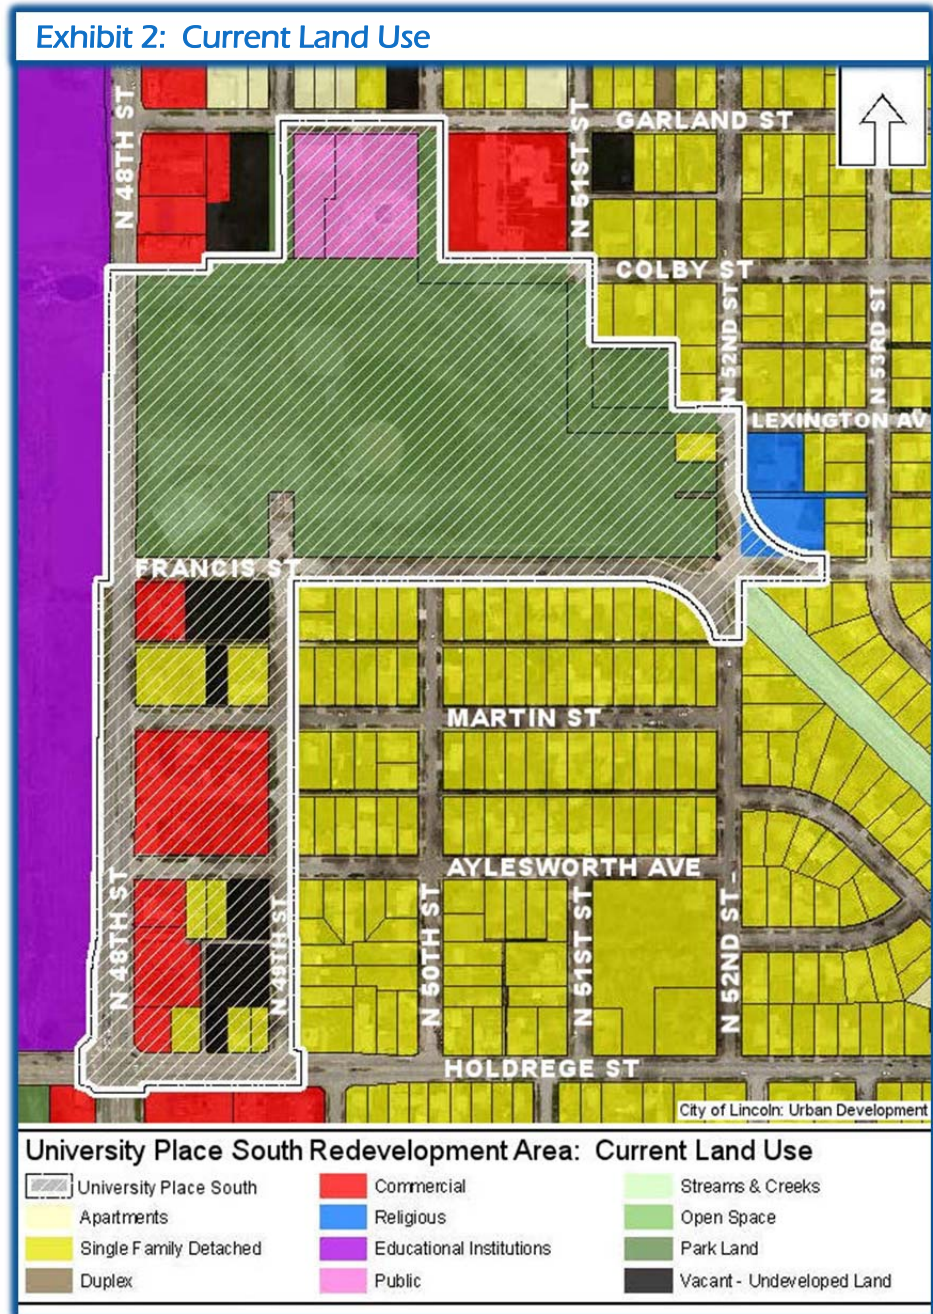 Exhibit 2: Current Land Use
N 48TH ST
N 51ST ST
GARLAND ST
COLBY ST
N 52ND ST
N 53RD ST
LEXINGTON AV
FRANCIS ST
MARTIN ST
AYLESWORTH AVE
N 48TH ST
N 49TH ST
N 50TH ST
N 51ST ST
N 52ND ST
HOLDREGE ST
City of Lincoln: Urban Development
University Place South Redevelopment Area: Current Land Use
University Place South
Apartments
Single Family Detached
Duplex
Commercial
Religious
Educational Institutions
Public
Streams & Creeks
Open Space
Park Land
Vacant - Undeveloped Land